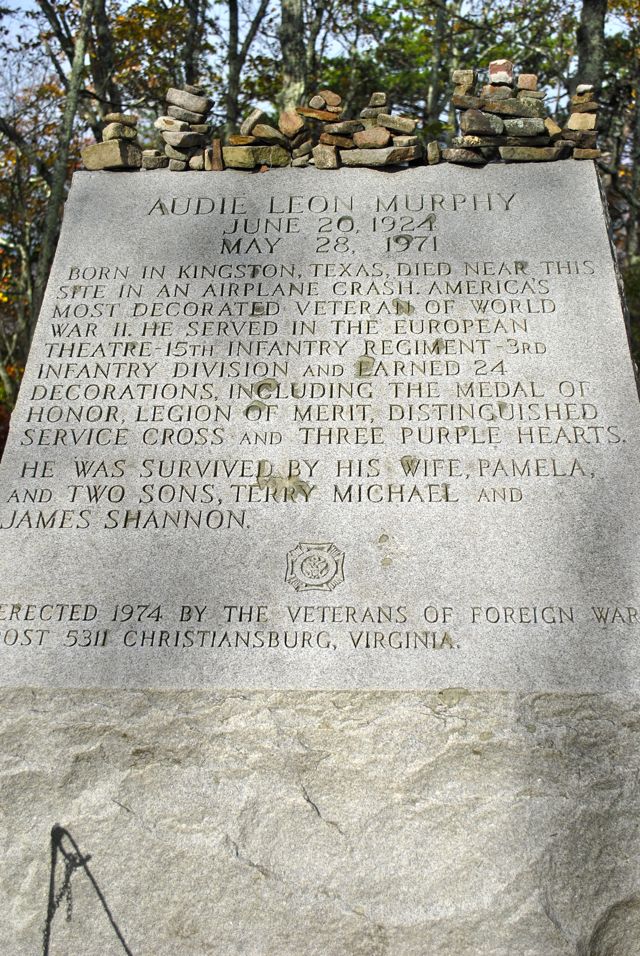 AUDIE LEON MURPHY
JUNE 20, 1924
MAY 28, 1971
BORN IN KINGSTON, TEXAS, DIED NEAR THIS
SITE IN AN AIRPLANE CRASH. AMERICA'S
MOST DECORATED VETERAN OF WORLD
WAR II. HE SERVED IN THE EUROPEAN
THEATRE-15TH INFANTRY REGIMENT-3RD
INFANTRY DIVISION AND EARNED 24
DECORATIONS, INCLUDING THE MEDAL OF
HONOR, LEGION OF MERIT, DISTINGUISHED
SERVICE CROSS AND THREE PURPLE HEARTS.
HE WAS SURVIVED BY HIS WIFE, PAMELA,
AND TWO SONS, TERRY MICHAEL AND
JAMES SHANNON.
ERECTED 1974 BY THE VETERANS OF FOREIGN WAR
POST 5311 CHRISTIANSBURG, VIRGINIA.